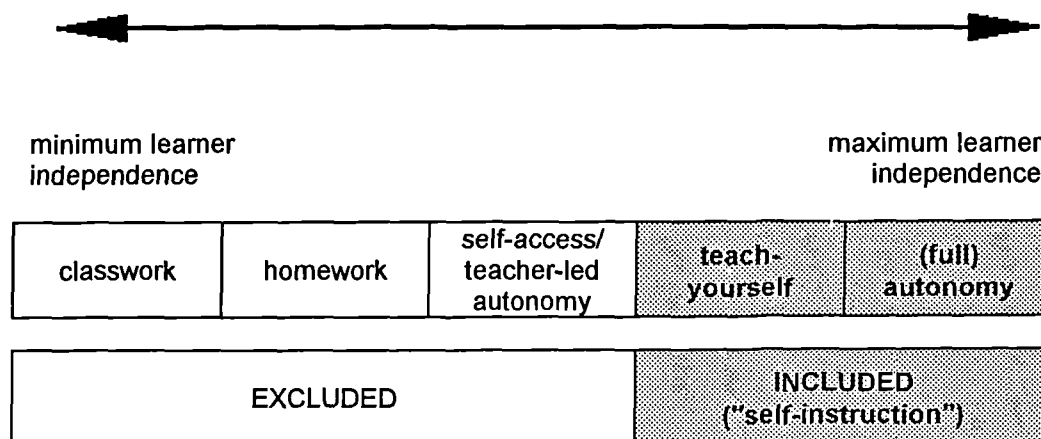 minimum learner
independence
maximum learner
independence
classwork
homework
self-access/
teacher-led
autonomy
teach-
yourself
(full)
autonomy
EXCLUDED
INCLUDED
("self-instruction")